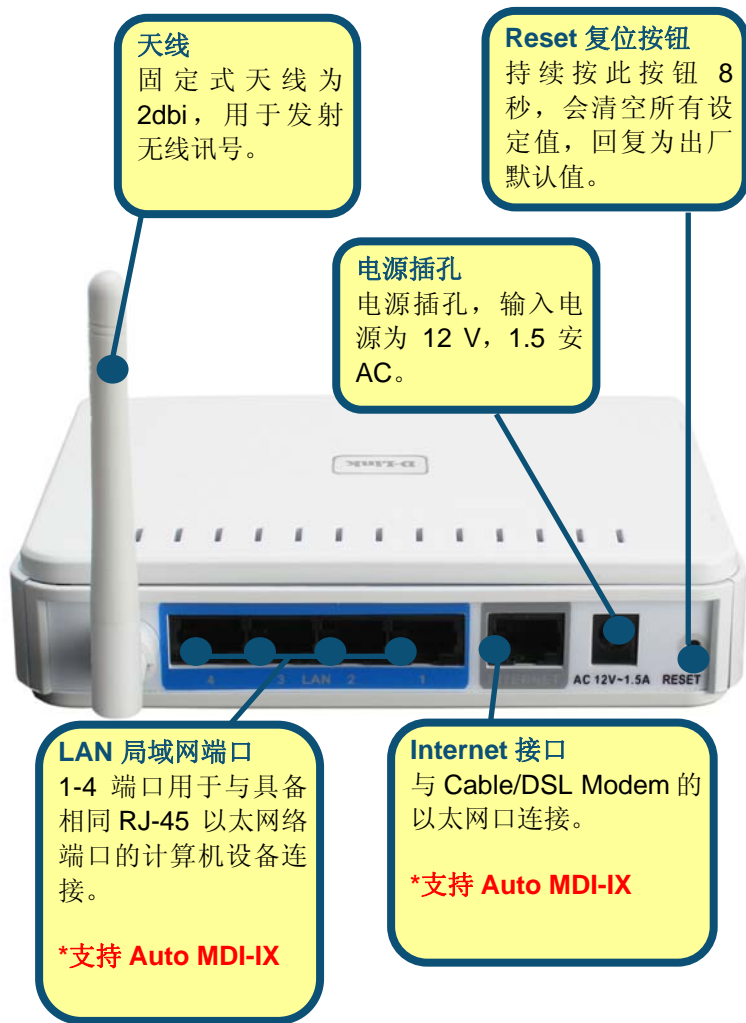 天线
固定式天线为
2dbi，用于发射
无线讯号。
Reset 复位按钮
持续按此按钮 8
秒，会清空所有设
定值，回复为出厂
默认值。
电源插孔
电源插孔，输入电
源为 12 V，1.5 安
AC。
D-Link
4 3 LAN 2 1
INTERNET
AC 12V~1.5A
RESET
LAN 局域网端口
1-4 端口用于与具备
相同 RJ-45 以太网络
端口的计算机设备连
接。
*支持 Auto MDI-IX
Internet 接口
与 Cable/DSL Modem 的
以太网口连接。
*支持 Auto MDI-IX